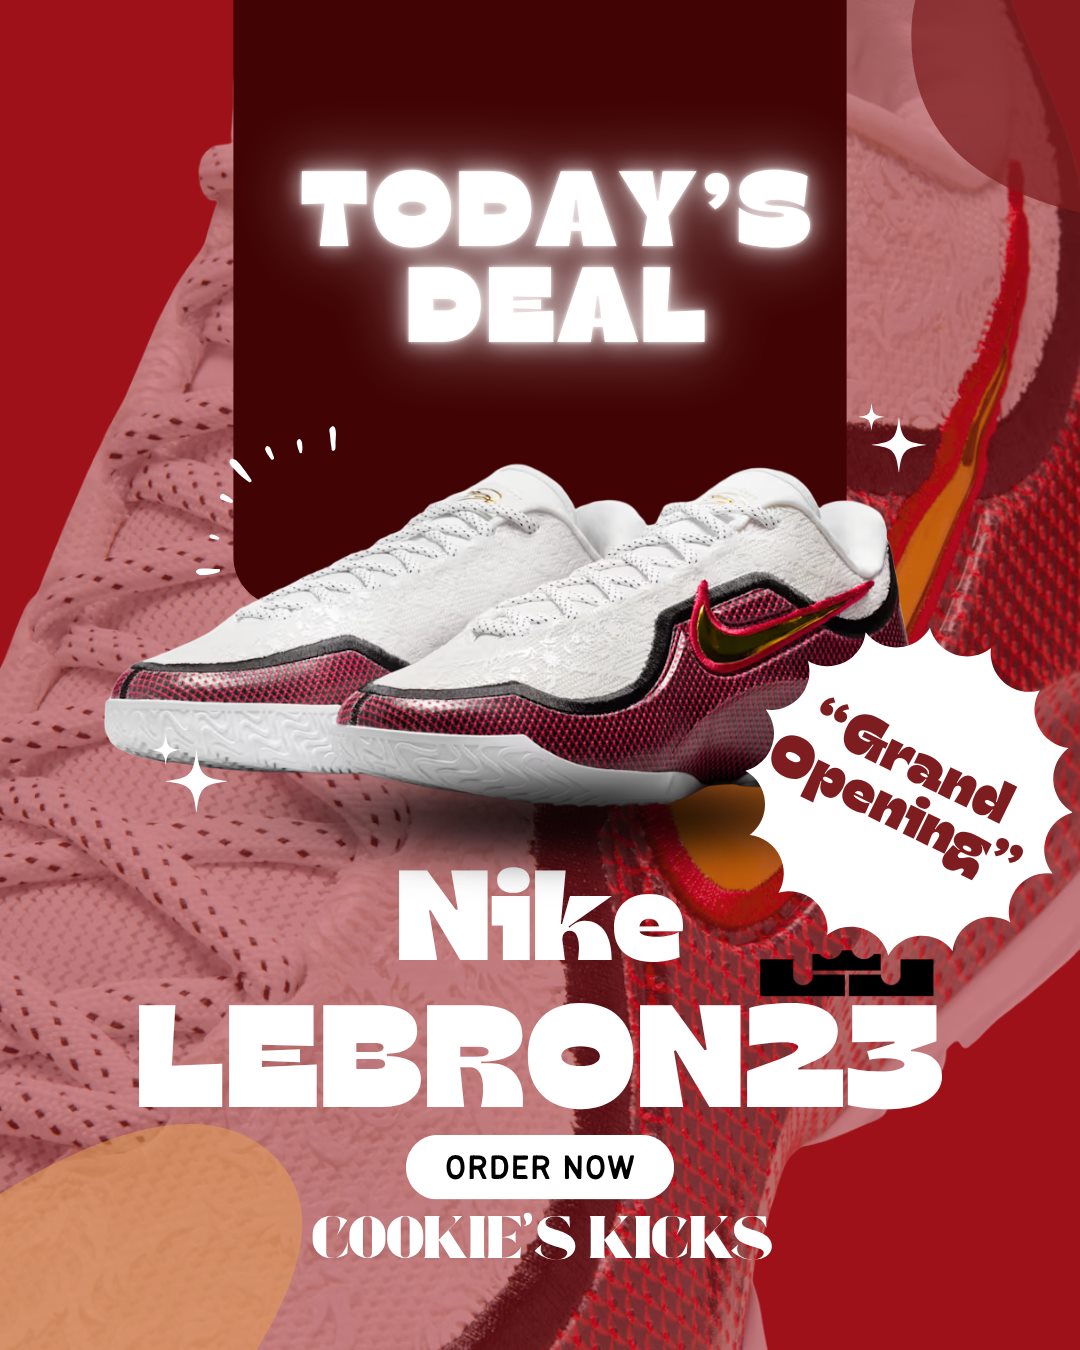 TODAY’S
DEAL
“Grand
Opening”
Nike
LEBRON23
ORDER NOW
COOKIE’S KICKS